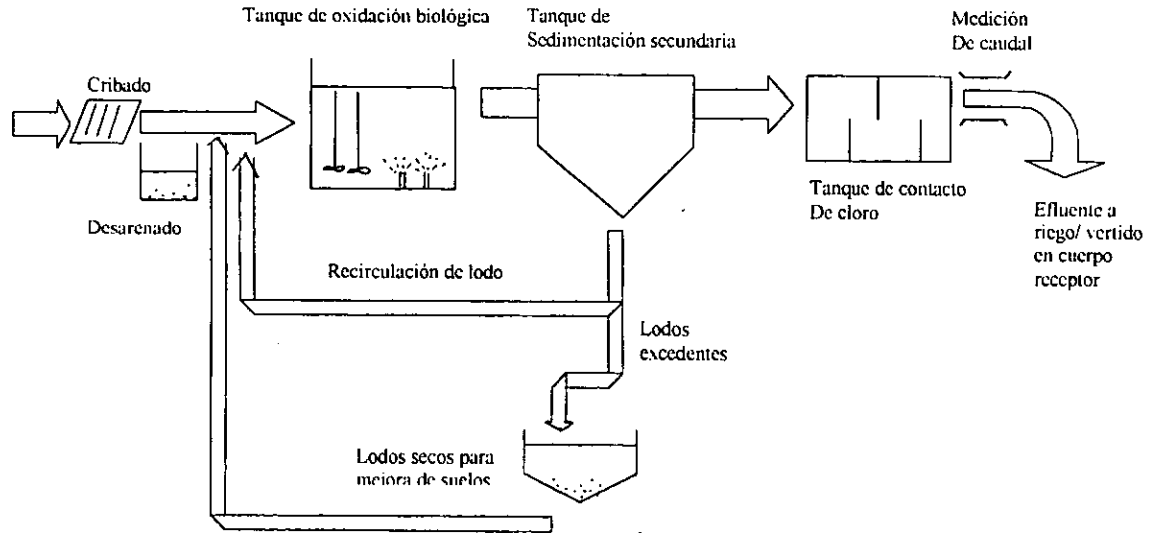 Tanque de oxidación biológica
Tanque de
Sedimentación secundaria
Medición
De caudal
Cribado
Desarenado
Tanque de contacto
De cloro
Efluente a
riego/ vertido
en cuerpo
receptor
Recirculación de lodo
Lodos
excedentes
Lodos secos para
mejora de suelos